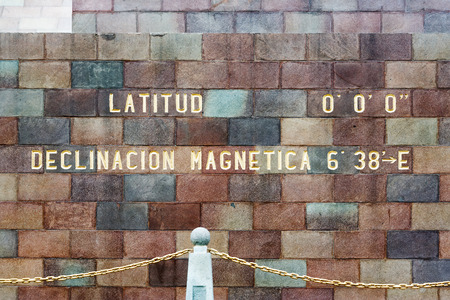 LATITUD 0° 0' 0"
DECLINACION MAGNETICA 6° 38'→E